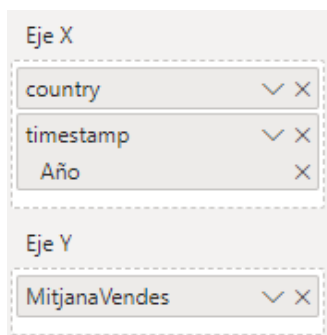 Eje X
country
timestamp
Año
Eje Y
MitjanaVendes